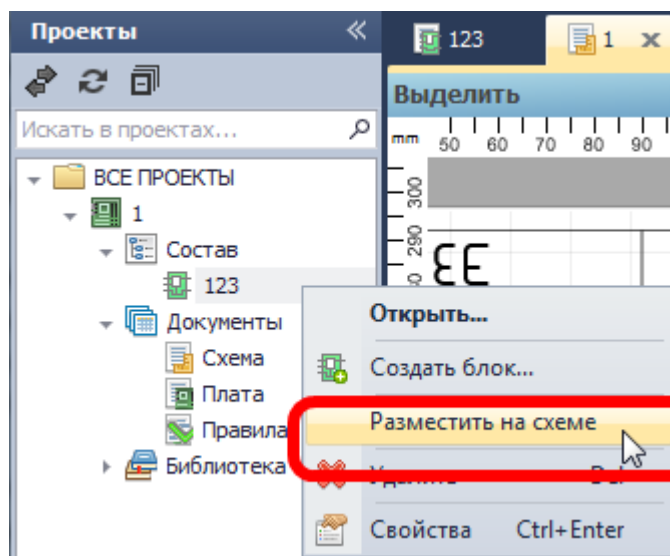 Проекты
123
1
Искать в проектах...
Выделить
mm
50 60 70 80 90
300
290
ВСЕ ПРОЕКТЫ
1
Состав
123
Документы
Схема
Плата
Правила
Библиотека
Открыть...
Создать блок...
Разместить на схеме
Свойства Ctrl+Enter